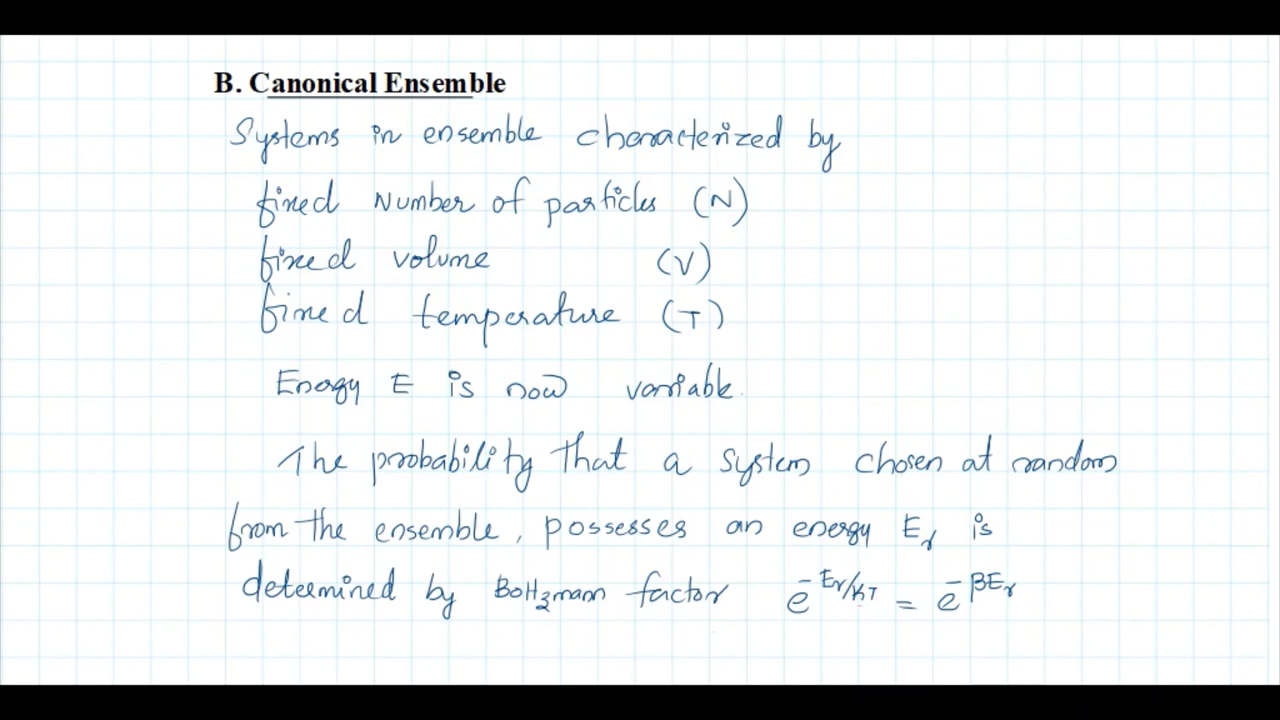 B. Canonical Ensemble
Systems in ensemble characterized by
fixed Number of particles (N)
fixed volume (V)
fixed temperature (T)
Energy E is now variable.
The probability that a system chosen at random
from the ensemble, possesses an energy Er is
determined by Boltzmann factor e^-Er/KT = e^-βEr